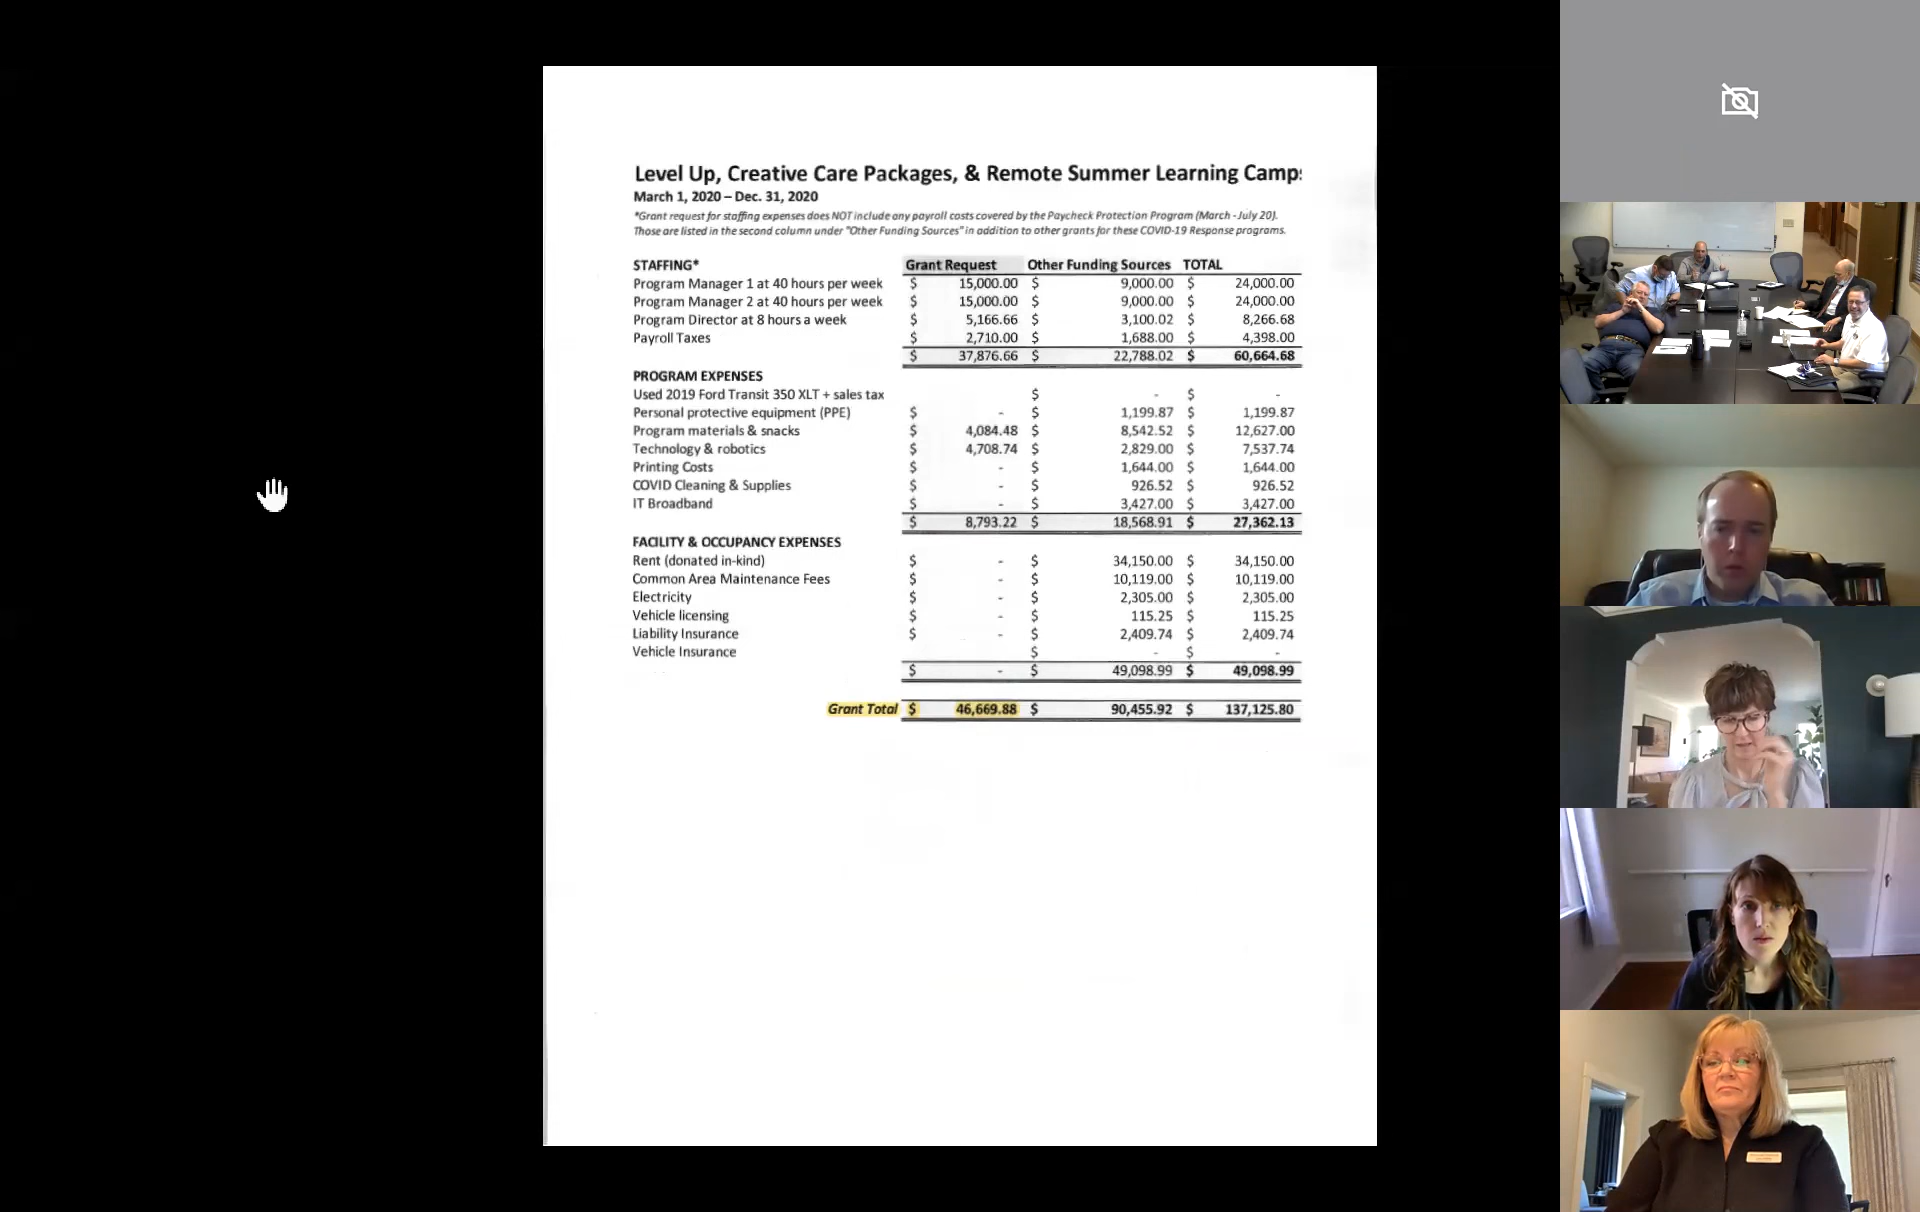 Level Up, Creative Care Packages, & Remote Summer Learning Camps
March 1, 2020 – Dec. 31, 2020
*Grant request for staffing expenses does NOT include any payroll costs covered by the Paycheck Protection Program (March - July 20).
Those are listed in the second column under "Other Funding Sources" in addition to other grants for these COVID-19 Response programs.
STAFFING* Grant Request Other Funding Sources TOTAL
Program Manager 1 at 40 hours per week $ 15,000.00 $ 9,000.00 $ 24,000.00
Program Manager 2 at 40 hours per week $ 15,000.00 $ 9,000.00 $ 24,000.00
Program Director at 8 hours a week $ 5,166.66 $ 3,100.02 $ 8,266.68
Payroll Taxes $ 2,710.00 $ 1,688.00 $ 4,398.00
$ 37,876.66 $ 22,788.02 $ 60,664.68
PROGRAM EXPENSES
Used 2019 Ford Transit 350 XLT + sales tax $ - $ -
Personal protective equipment (PPE) $ - $ 1,199.87 $ 1,199.87
Program materials & snacks $ 4,084.48 $ 8,542.52 $ 12,627.00
Technology & robotics $ 4,708.74 $ 2,829.00 $ 7,537.74
Printing Costs $ - $ 1,644.00 $ 1,644.00
COVID Cleaning & Supplies $ - $ 926.52 $ 926.52
IT Broadband $ - $ 3,427.00 $ 3,427.00
$ 8,793.22 $ 18,568.91 $ 27,362.13
FACILITY & OCCUPANCY EXPENSES
Rent (donated in-kind) $ - $ 34,150.00 $ 34,150.00
Common Area Maintenance Fees $ - $ 10,119.00 $ 10,119.00
Electricity $ - $ 2,305.00 $ 2,305.00
Vehicle licensing $ - $ 115.25 $ 115.25
Liability Insurance $ - $ 2,409.74 $ 2,409.74
Vehicle Insurance $ - $ -
$ - $ 49,098.99 $ 49,098.99
Grant Total $ 46,669.88 $ 90,455.92 $ 137,125.80